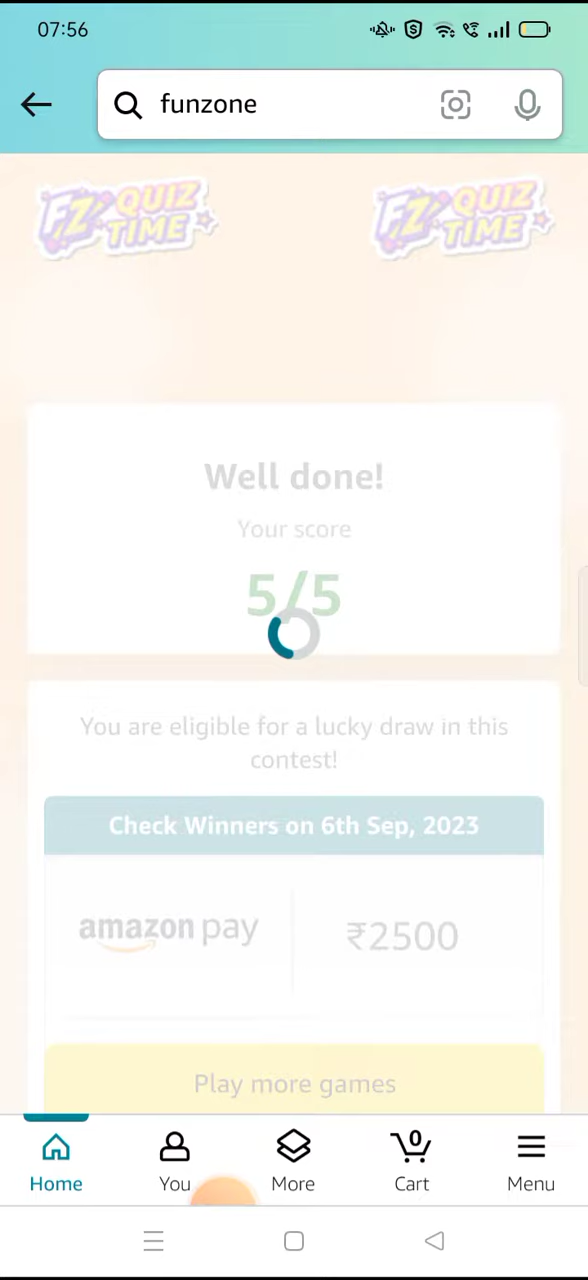 07:56
funzone
FZ QUIZ TIME
FZ QUIZ TIME
Well done!
Your score
5/5
You are eligible for a lucky draw in this
contest!
Check Winners on 6th Sep, 2023
amazon pay
₹2500
Play more games
0
Home
You
More
Cart
Menu